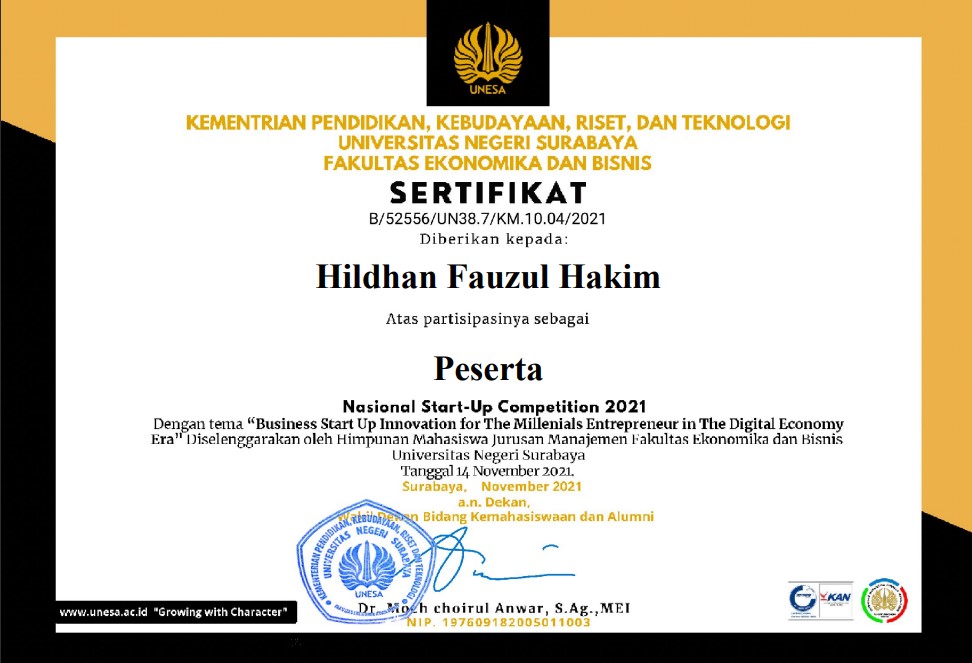 UNESA
KEMENTRIAN PENDIDIKAN, KEBUDAYAAN, RISET, DAN TEKNOLOGI
UNIVERSITAS NEGERI SURABAYA
FAKULTAS EKONOMIKA DAN BISNIS
SERTIFIKAT
B/52556/UN38.7/KM.10.04/2021
Diberikan kepada:
Hildhan Fauzul Hakim
Atas partisipasinya sebagai
Peserta
Nasional Start-Up Competition 2021
Dengan tema “Business Start Up Innovation for The Millenials Entrepreneur in The Digital Economy
Era” Diselenggarakan oleh Himpunan Mahasiswa Jurusan Manajemen Fakultas Ekonomika dan Bisnis
Universitas Negeri Surabaya
Tanggal 14 November 2021.
Surabaya, November 2021
a.n. Dekan,
Wakil Dekan Bidang Kemahasiswaan dan Alumni
KEMENTERIAN PENDIDIKAN, KEBUDAYAAN, RISET DAN TEKNOLOGI
UNIVERSITAS NEGERI SURABAYA
UNESA
Dr. Moch choirul Anwar, S.Ag.,MEI
NIP. 197609182005011003
www.unesa.ac.id "Growing with Character"
KAN